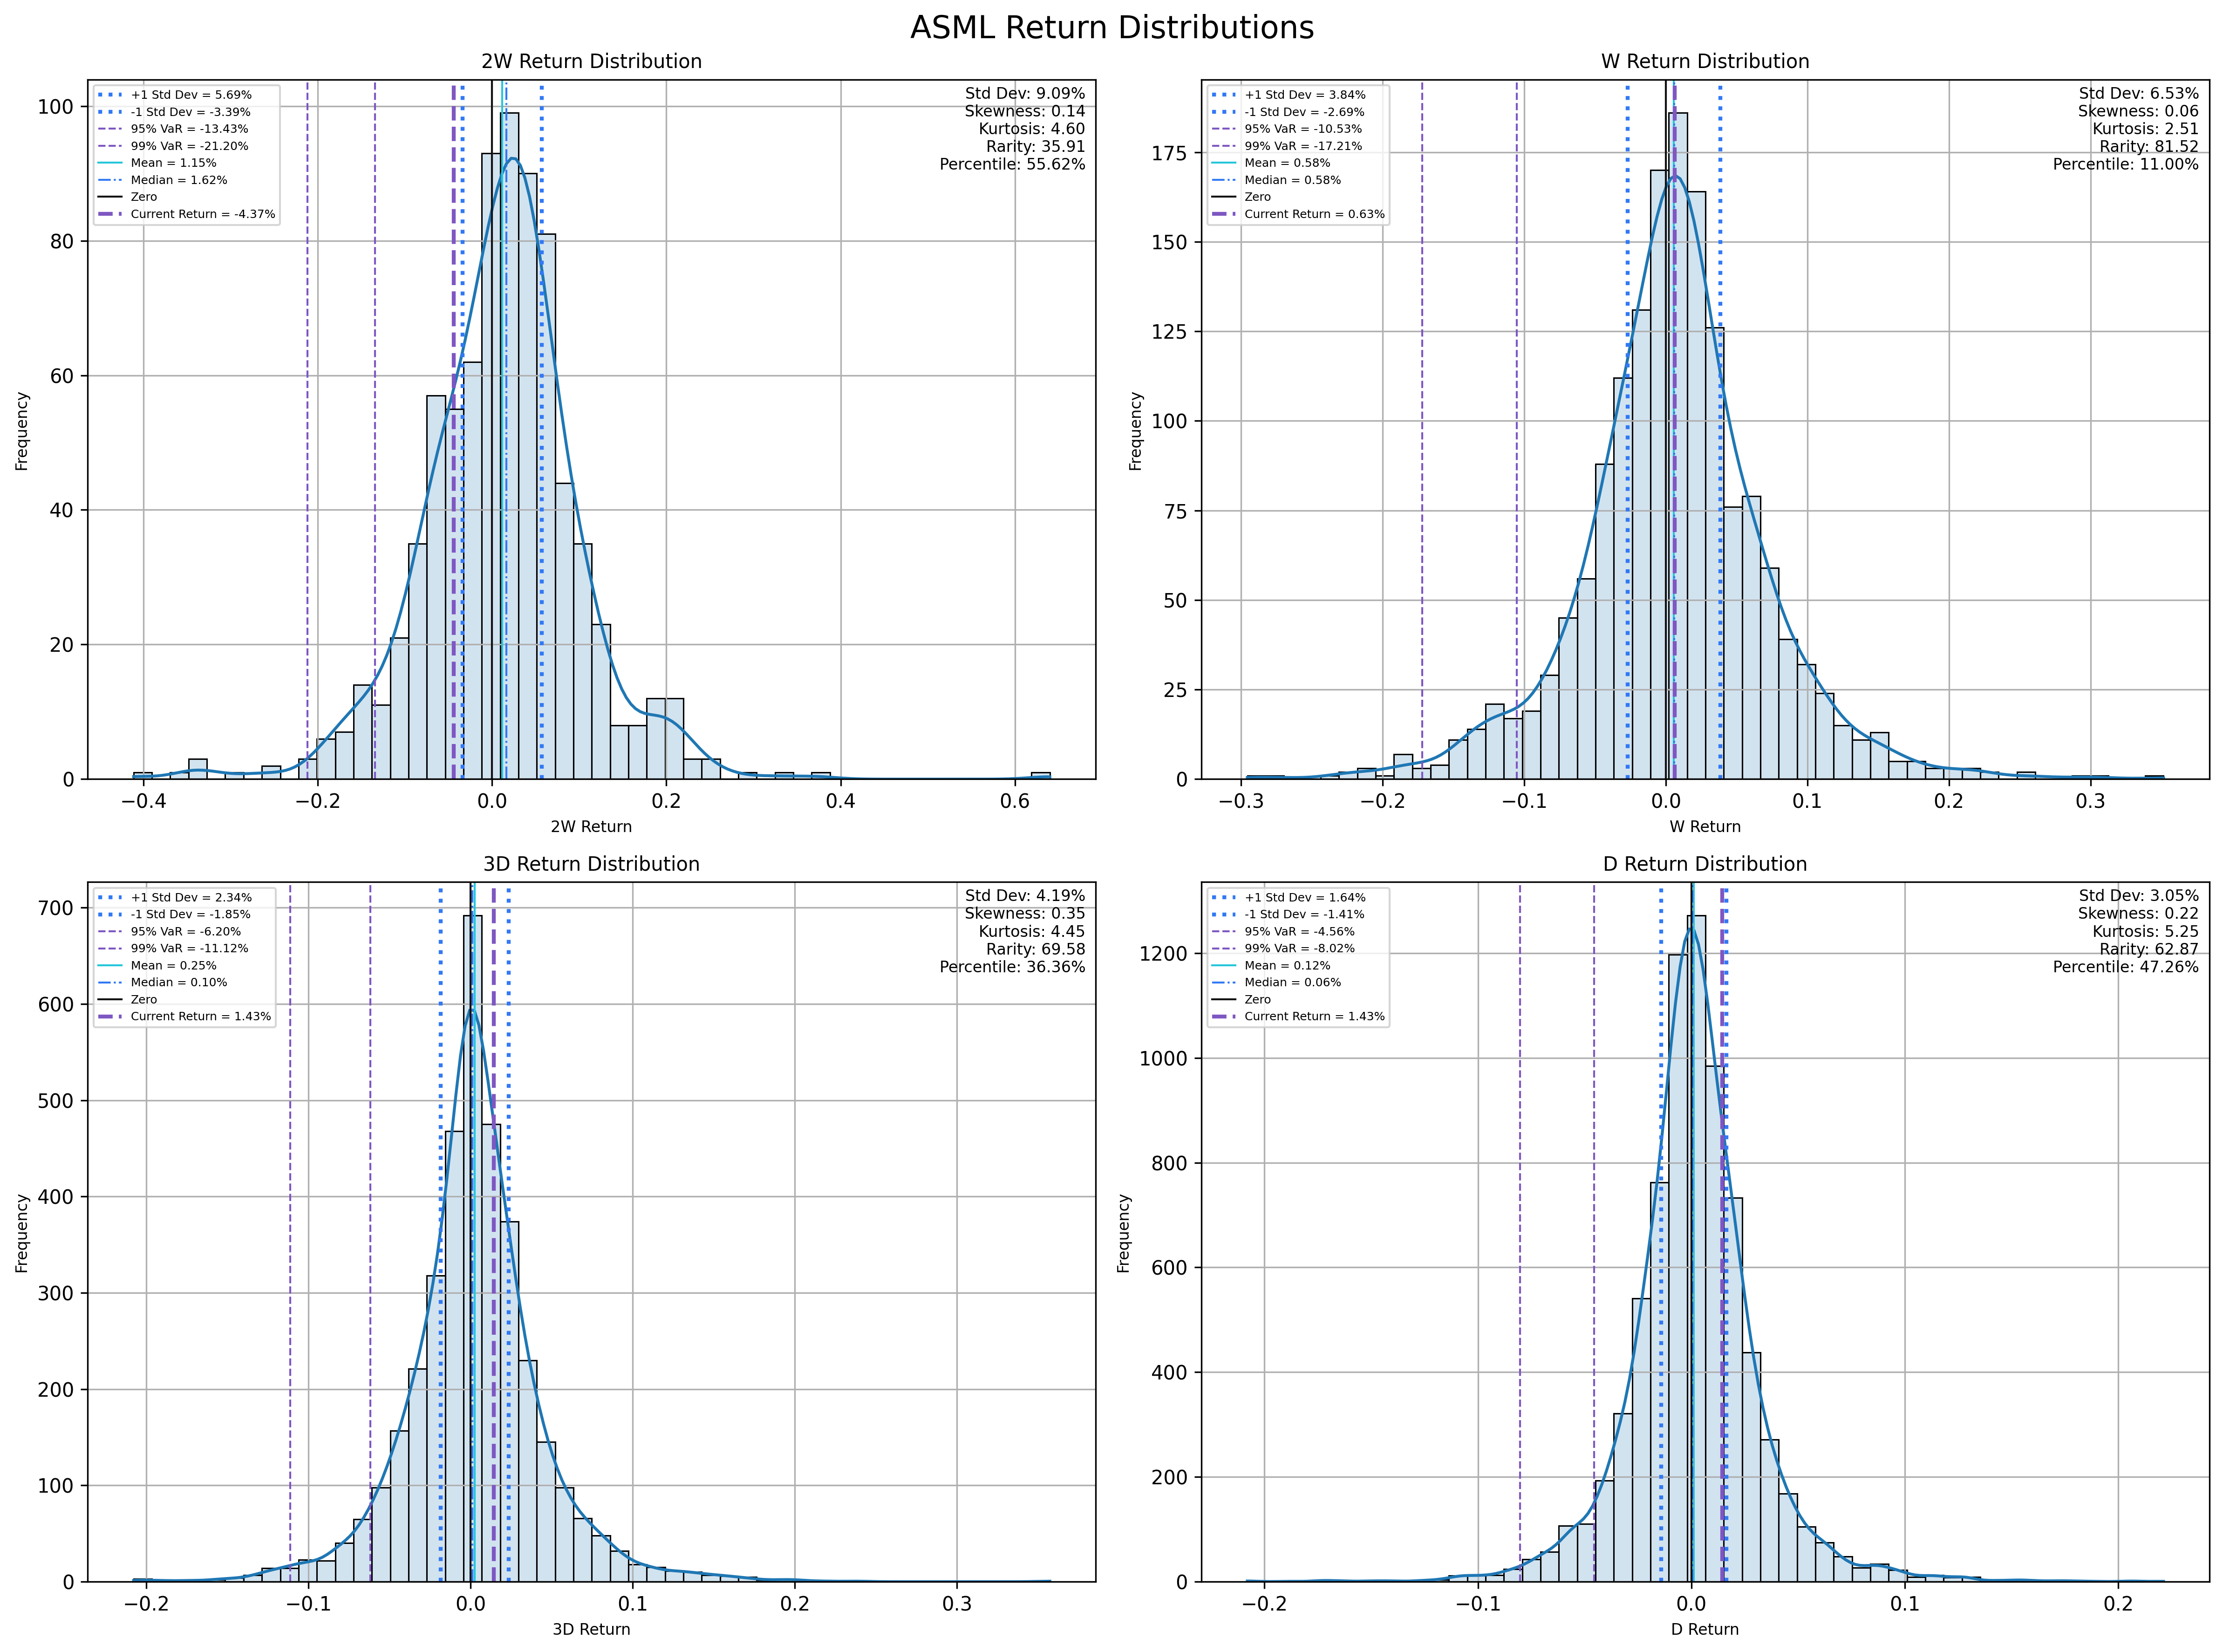 ASML Return Distributions
2W Return Distribution
+1 Std Dev = 5.69%
-1 Std Dev = -3.39%
95% VaR = -13.43%
99% VaR = -21.20%
Mean = 1.15%
Median = 1.62%
Zero
Current Return = -4.37%
Std Dev: 9.09%
Skewness: 0.14
Kurtosis: 4.60
Rarity: 35.91
Percentile: 55.62%
100
80
60
40
20
0
Frequency
−0.4 −0.2 0.0 0.2 0.4 0.6
2W Return
W Return Distribution
+1 Std Dev = 3.84%
-1 Std Dev = -2.69%
95% VaR = -10.53%
99% VaR = -17.21%
Mean = 0.58%
Median = 0.58%
Zero
Current Return = 0.63%
Std Dev: 6.53%
Skewness: 0.06
Kurtosis: 2.51
Rarity: 81.52
Percentile: 11.00%
175
150
125
100
75
50
25
0
Frequency
−0.3 −0.2 −0.1 0.0 0.1 0.2 0.3
W Return
3D Return Distribution
+1 Std Dev = 2.34%
-1 Std Dev = -1.85%
95% VaR = -6.20%
99% VaR = -11.12%
Mean = 0.25%
Median = 0.10%
Zero
Current Return = 1.43%
Std Dev: 4.19%
Skewness: 0.35
Kurtosis: 4.45
Rarity: 69.58
Percentile: 36.36%
700
600
500
400
300
200
100
0
Frequency
−0.2 −0.1 0.0 0.1 0.2 0.3
3D Return
D Return Distribution
+1 Std Dev = 1.64%
-1 Std Dev = -1.41%
95% VaR = -4.56%
99% VaR = -8.02%
Mean = 0.12%
Median = 0.06%
Zero
Current Return = 1.43%
Std Dev: 3.05%
Skewness: 0.22
Kurtosis: 5.25
Rarity: 62.87
Percentile: 47.26%
1200
1000
800
600
400
200
0
Frequency
−0.2 −0.1 0.0 0.1 0.2
D Return